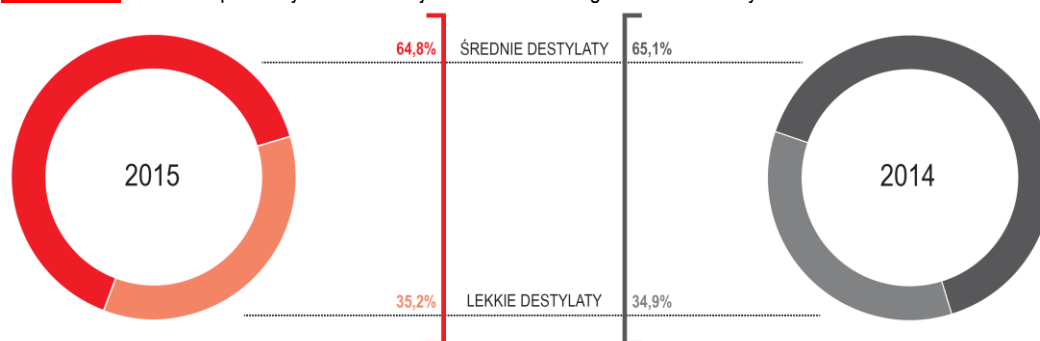 64,8% ŚREDNIE DESTYLATY 65,1%
2015
2014
35,2% LEKKIE DESTYLATY 34,9%